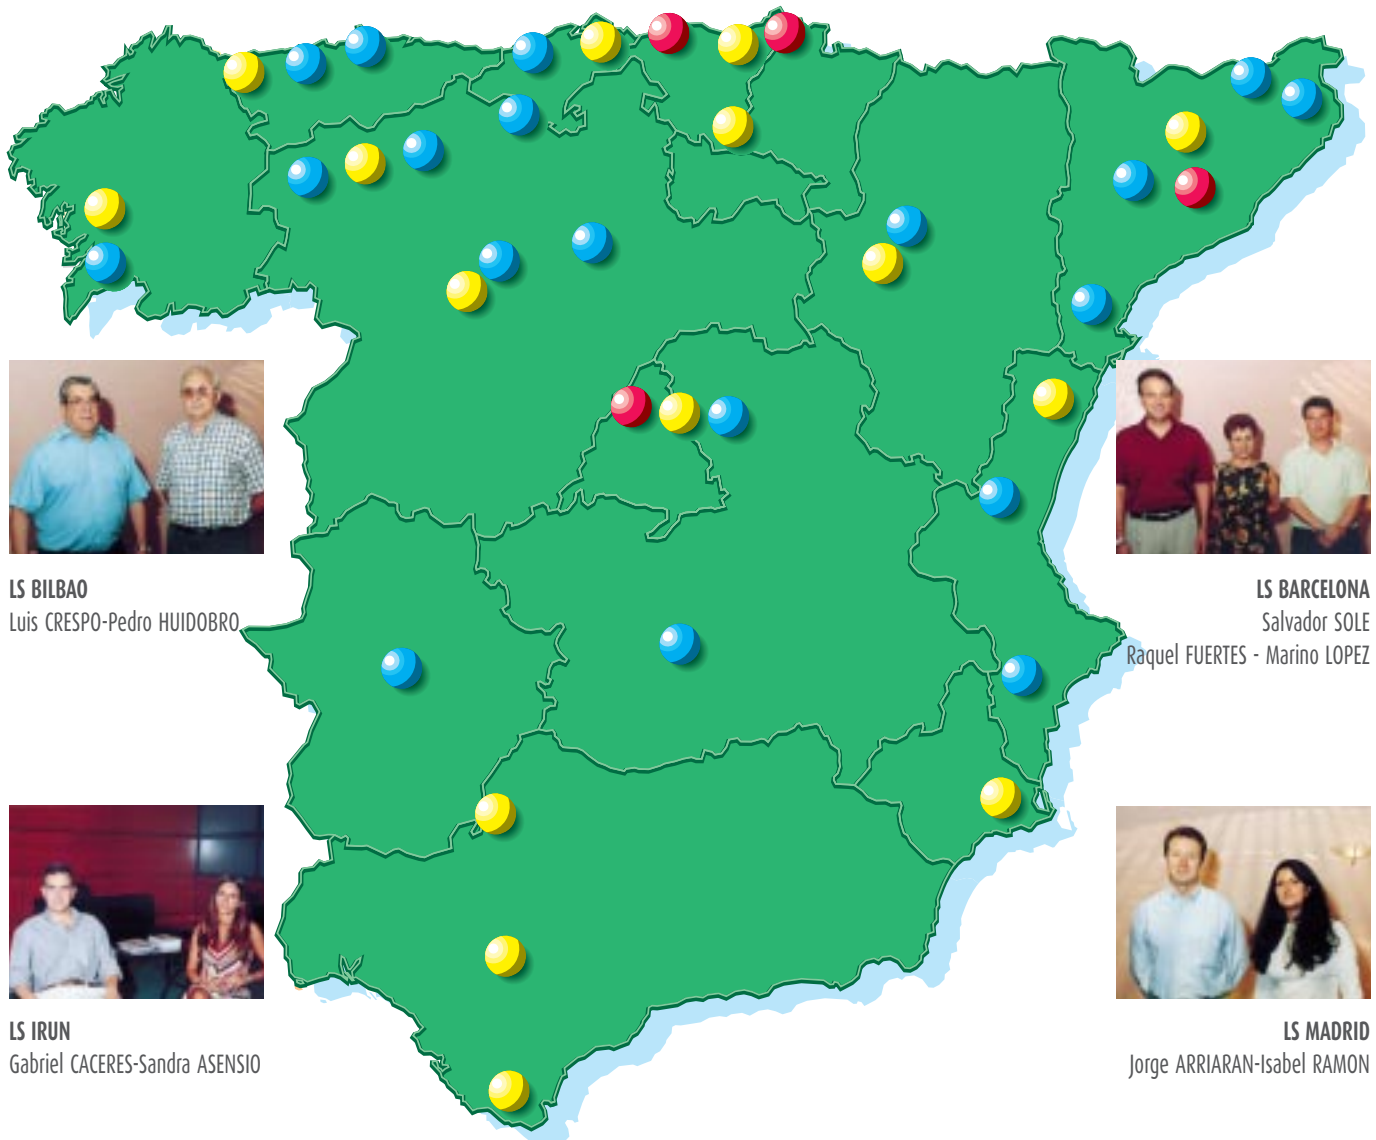 LS BILBAO
Luis CRESPO-Pedro HUIDOBRO
LS BARCELONA
Salvador SOLE
Raquel FUERTES - Marino LOPEZ
LS IRUN
Gabriel CACERES-Sandra ASENSIO
LS MADRID
Jorge ARRIARAN-Isabel RAMON